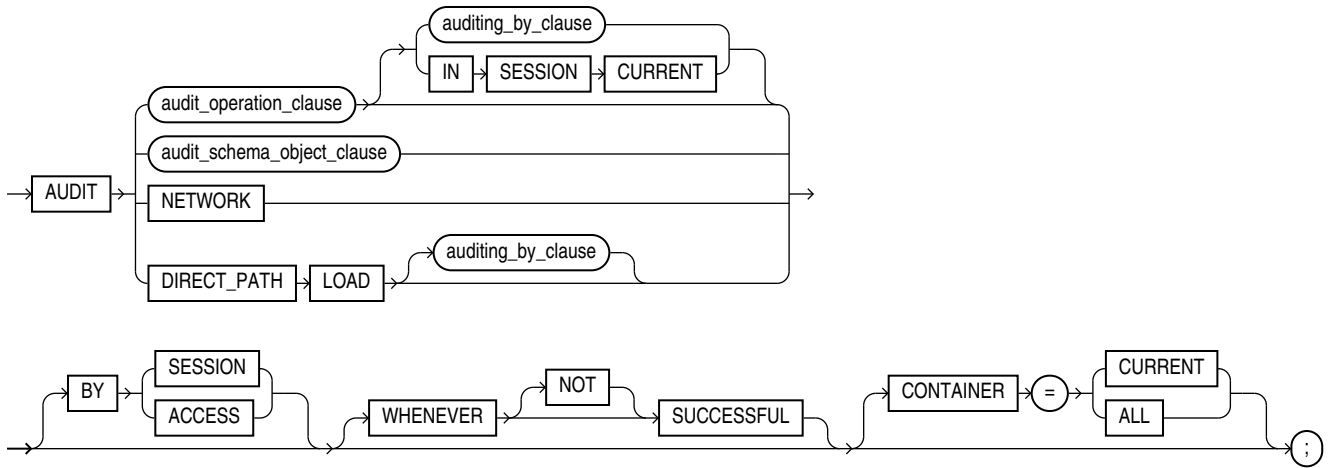 auditing_by_clause
IN SESSION CURRENT
audit_operation_clause
audit_schema_object_clause
AUDIT
NETWORK
auditing_by_clause
DIRECT_PATH LOAD
SESSION
BY
ACCESS
NOT
WHENEVER SUCCESSFUL
CURRENT
CONTAINER =
ALL
;